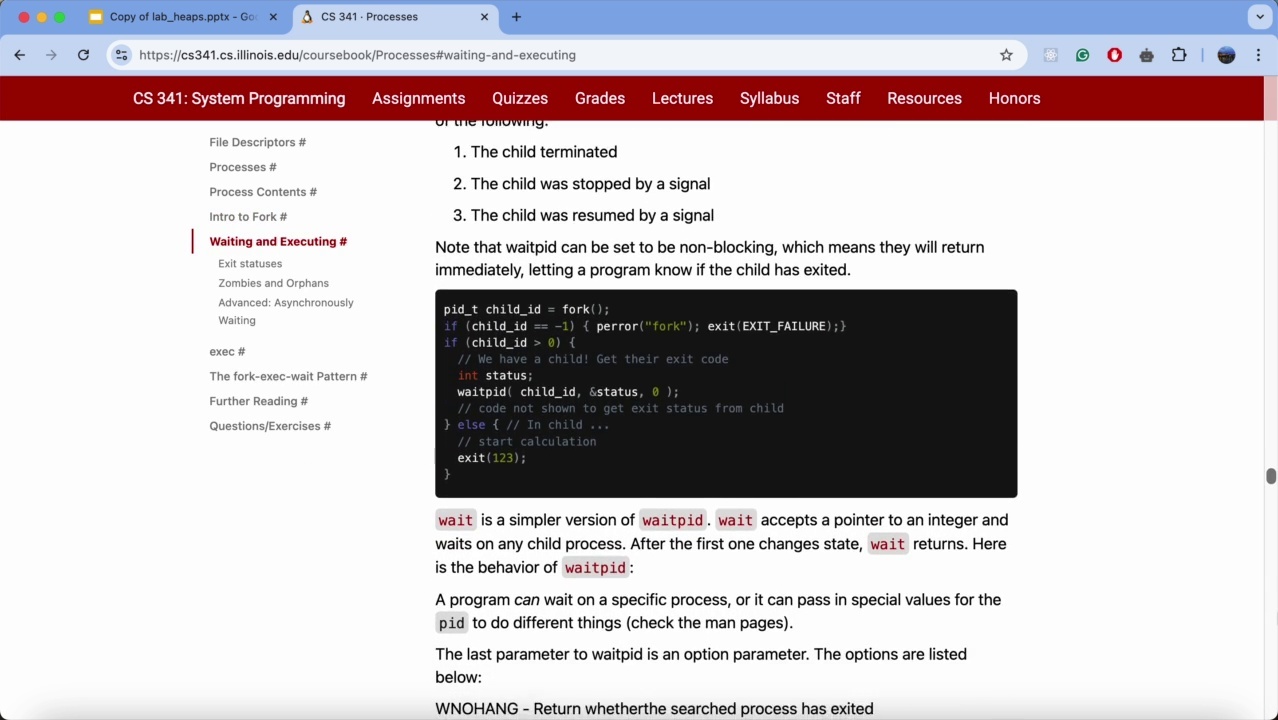 Copy of lab_heaps.pptx - Go
CS 341 · Processes
https://cs341.cs.illinois.edu/coursebook/Processes#waiting-and-executing
CS 341: System Programming Assignments Quizzes Grades Lectures Syllabus Staff Resources Honors
File Descriptors #
Processes #
Process Contents #
Intro to Fork #
Waiting and Executing #
Exit statuses
Zombies and Orphans
Advanced: Asynchronously
Waiting
exec #
The fork-exec-wait Pattern #
Further Reading #
Questions/Exercises #
of the following:
1. The child terminated
2. The child was stopped by a signal
3. The child was resumed by a signal
Note that waitpid can be set to be non-blocking, which means they will return
immediately, letting a program know if the child has exited.
pid_t child_id = fork();
if (child_id == -1) { perror("fork"); exit(EXIT_FAILURE);}
if (child_id > 0) {
// We have a child! Get their exit code
int status;
waitpid( child_id, &status, 0 );
// code not shown to get exit status from child
} else { // In child ...
// start calculation
exit(123);
}
wait is a simpler version of waitpid. wait accepts a pointer to an integer and
waits on any child process. After the first one changes state, wait returns. Here
is the behavior of waitpid:
A program can wait on a specific process, or it can pass in special values for the
pid to do different things (check the man pages).
The last parameter to waitpid is an option parameter. The options are listed
below:
WNOHANG - Return whetherthe searched process has exited